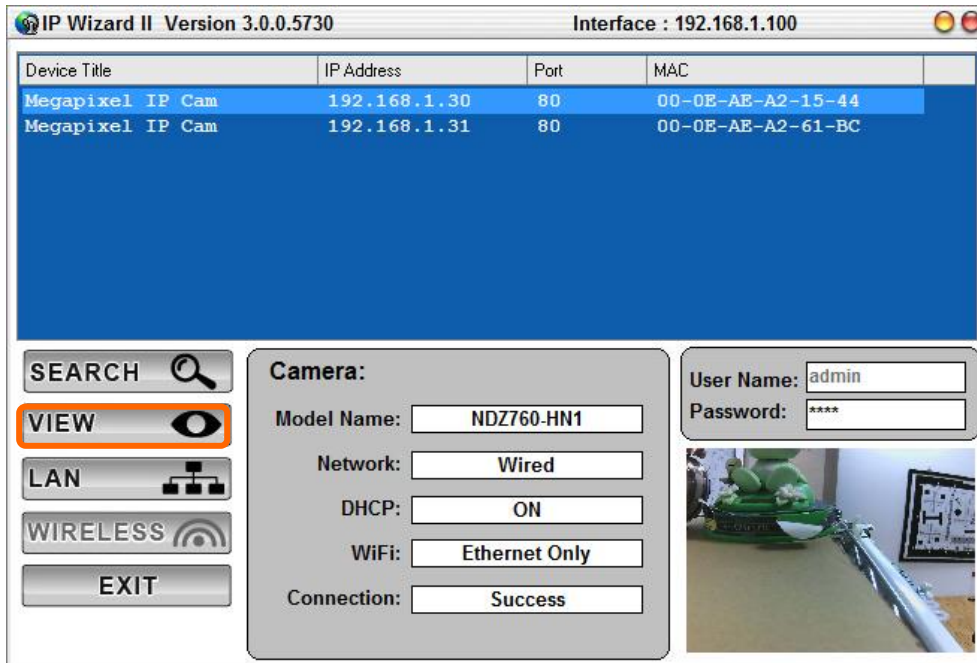 IP Wizard II Version 3.0.0.5730 Interface : 192.168.1.100
Device Title IP Address Port MAC
Megapixel IP Cam 192.168.1.30 80 00-0E-AE-A2-15-44
Megapixel IP Cam 192.168.1.31 80 00-0E-AE-A2-61-BC
SEARCH
VIEW
LAN
WIRELESS
EXIT
Camera:
Model Name: NDZ760-HN1
Network: Wired
DHCP: ON
WiFi: Ethernet Only
Connection: Success
User Name: admin
Password: ****